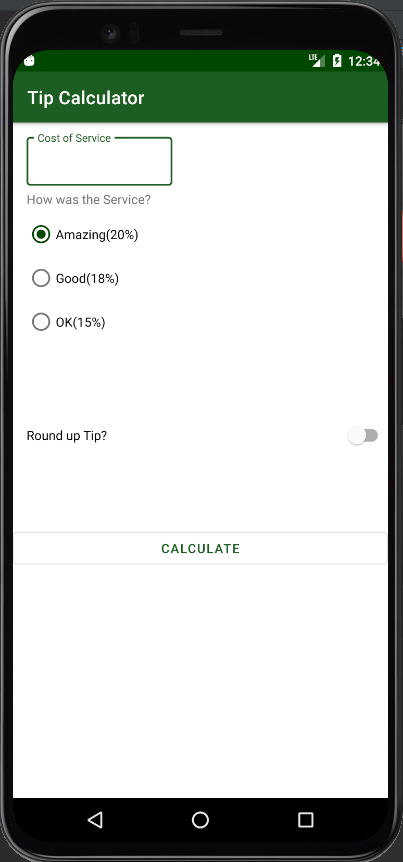 LTE 12:34
Tip Calculator
Cost of Service
How was the Service?
Amazing(20%)
Good(18%)
OK(15%)
Round up Tip?
CALCULATE